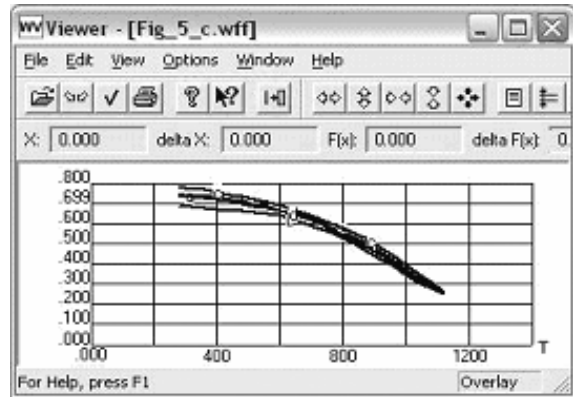 Viewer - [Fig_5_c.wff]
File Edit View Options Window Help
X: 0.000 delta X: 0.000 F(x): 0.000 delta F(x): 0.
.800
.699
.600
.500
.400
.300
.200
.100
.000
.000 400 800 1200 T
For Help, press F1 Overlay